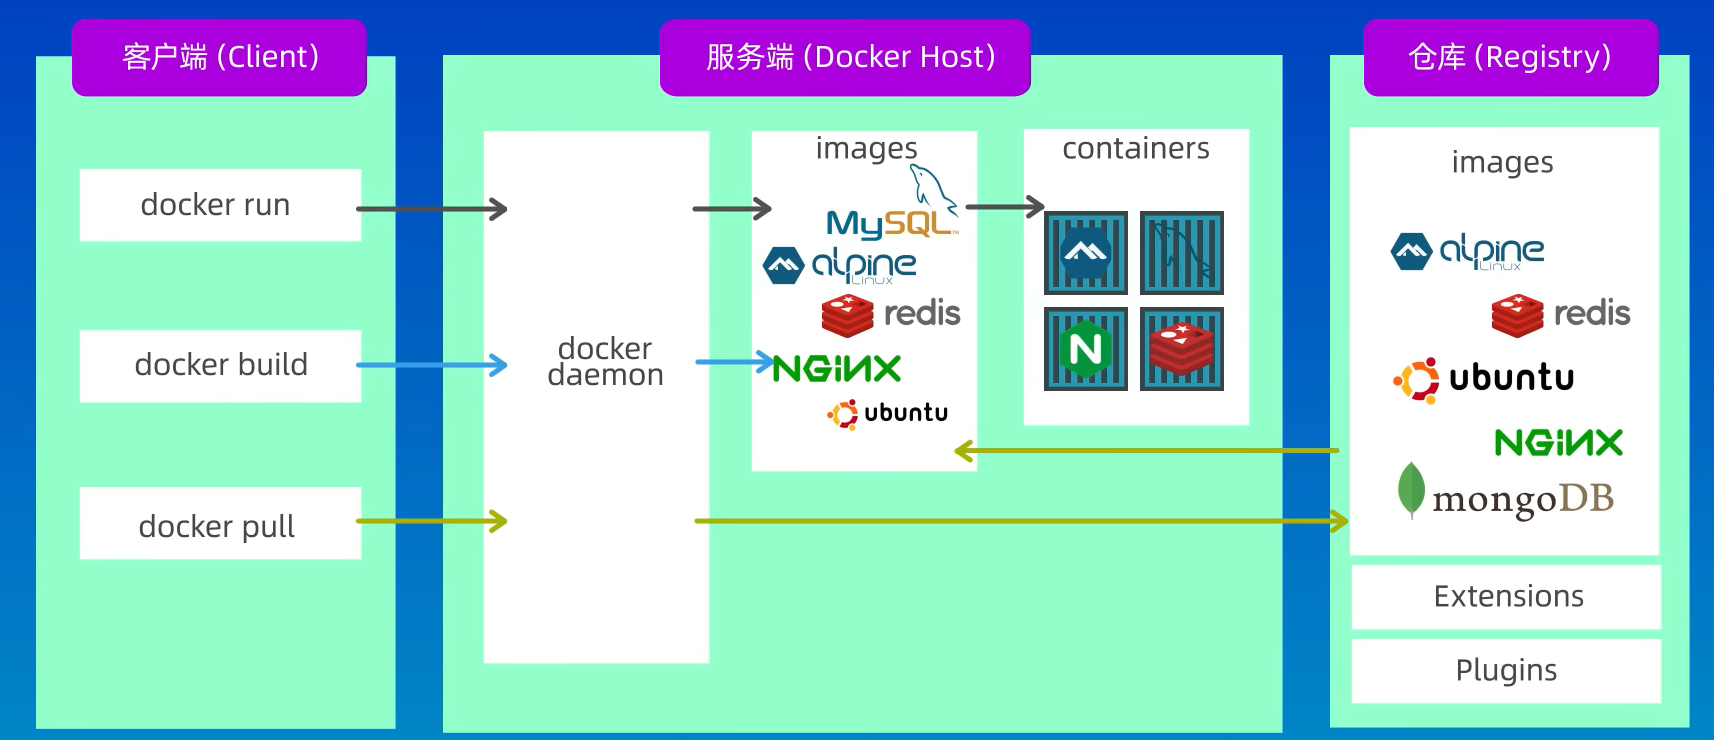 客户端 (Client)
服务端 (Docker Host)
仓库 (Registry)
docker run
docker build
docker pull
docker
daemon
images
MySQL™
alpine
Linux
redis
NGiNX
ubuntu
containers
N
images
alpine
Linux
redis
ubuntu
NGiNX
mongoDB
Extensions
Plugins